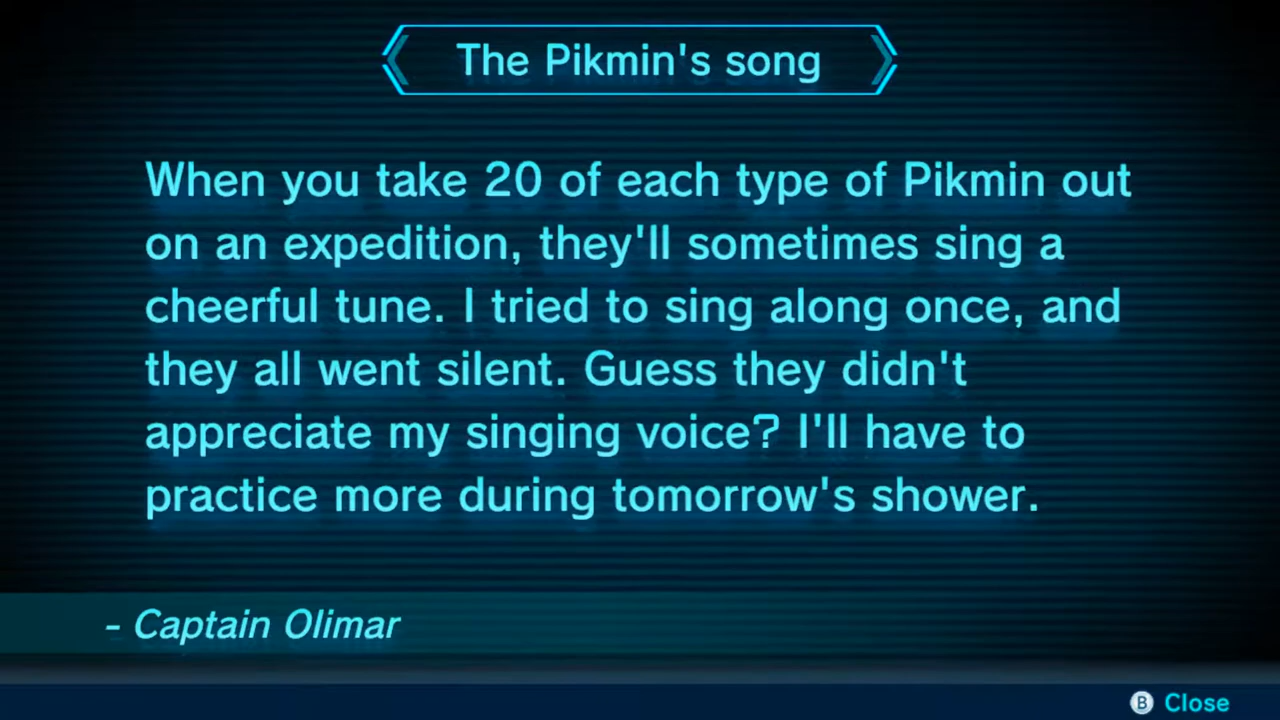 The Pikmin's song
When you take 20 of each type of Pikmin out
on an expedition, they'll sometimes sing a
cheerful tune. I tried to sing along once, and
they all went silent. Guess they didn't
appreciate my singing voice? I'll have to
practice more during tomorrow's shower.
- Captain Olimar
B Close